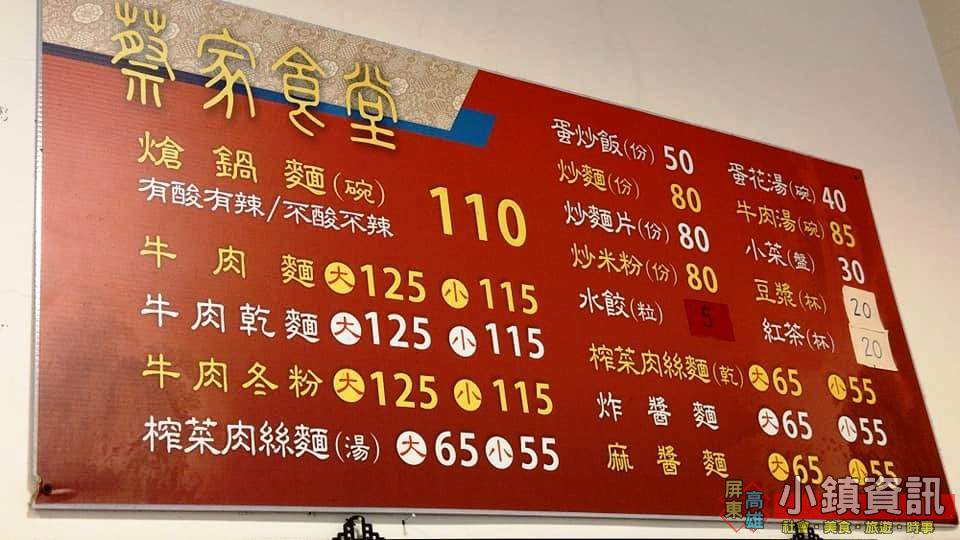 蔡家食堂
熗鍋麵(碗) 110
有酸有辣/不酸不辣
牛肉麵 大125 小115
牛肉乾麵 大125 小115
牛肉冬粉 大125 小115
榨菜肉絲麵(湯) 大65 小55
蛋炒飯(份) 50
炒麵(份) 80
炒麵片(份) 80
炒米粉(份) 80
水餃(粒) 5
蛋花湯(碗) 40
牛肉湯(碗) 85
小菜(盤) 30
豆漿(杯) 20
紅茶(杯) 20
榨菜肉絲麵(乾) 大65 小55
炸醬麵 大65 小55
麻醬麵 大65 小55
屏東 高雄 小鎮資訊
社會・美食・旅遊・時事